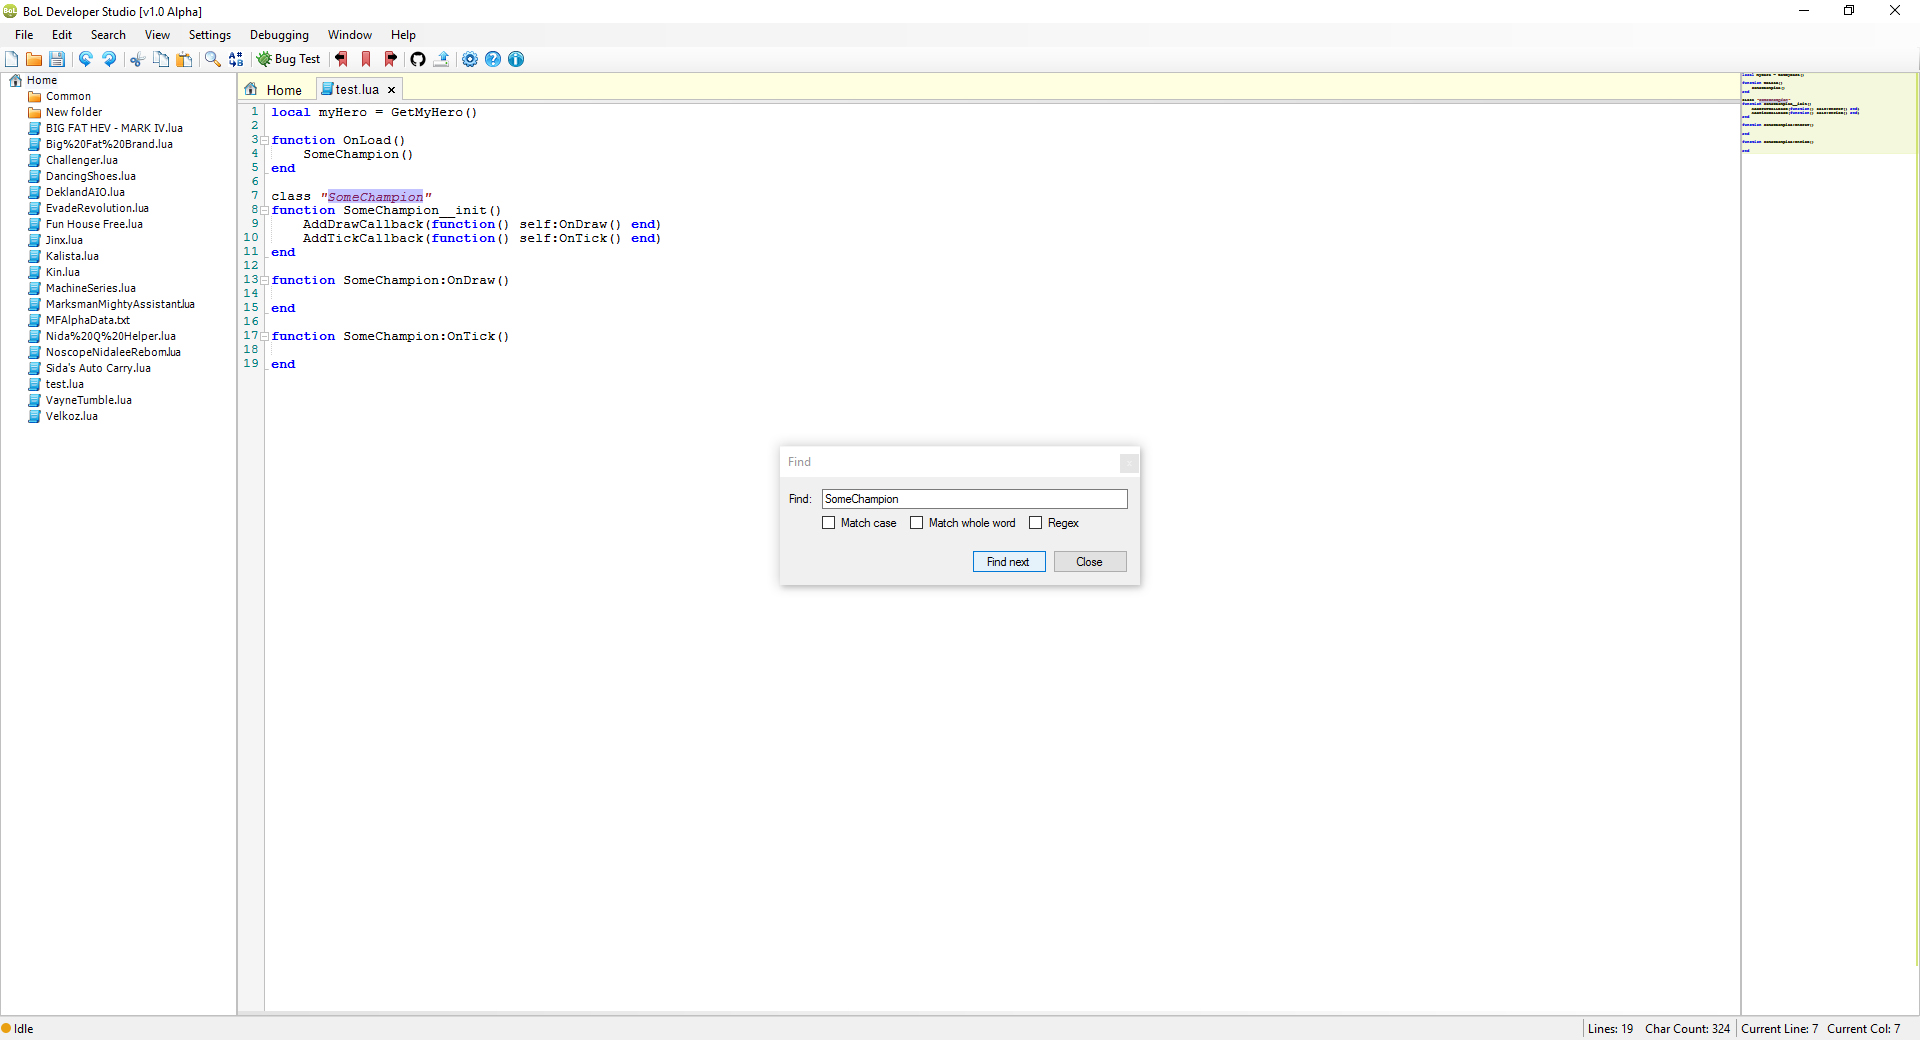 BoL Developer Studio [v1.0 Alpha]
File Edit Search View Settings Debugging Window Help
Bug Test
Home
Common
New folder
BIG FAT HEV - MARK IV.lua
Big%20Fat%20Brand.lua
Challenger.lua
DancingShoes.lua
DeklandAIO.lua
EvadeRevolution.lua
Fun House Free.lua
Jinx.lua
Kalista.lua
Kin.lua
MachineSeries.lua
MarksmanMightyAssistant.lua
MFAlphaData.txt
Nida%20Q%20Helper.lua
NoscopeNidaleeReborn.lua
Sida's Auto Carry.lua
test.lua
VayneTumble.lua
Velkoz.lua
Home test.lua
1 local myHero = GetMyHero()
2
3 function OnLoad()
4 SomeChampion()
5 end
6
7 class "SomeChampion"
8 function SomeChampion__init()
9 AddDrawCallback(function() self:OnDraw() end)
10 AddTickCallback(function() self:OnTick() end)
11 end
12
13 function SomeChampion:OnDraw()
14
15 end
16
17 function SomeChampion:OnTick()
18
19 end
Find
Find: SomeChampion
Match case Match whole word Regex
Find next Close
Idle
Lines: 19 Char Count: 324 Current Line: 7 Current Col: 7